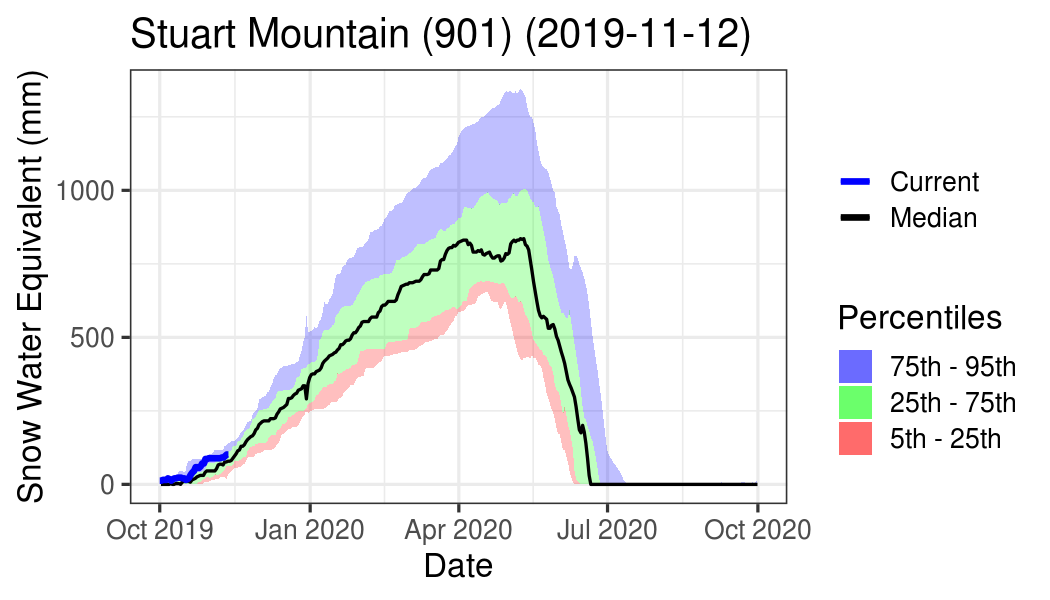 Stuart Mountain (901) (2019-11-12)
Snow Water Equivalent (mm)
1000
500
0
Oct 2019 Jan 2020 Apr 2020 Jul 2020 Oct 2020
Date
Current
Median
Percentiles
75th - 95th
25th - 75th
5th - 25th